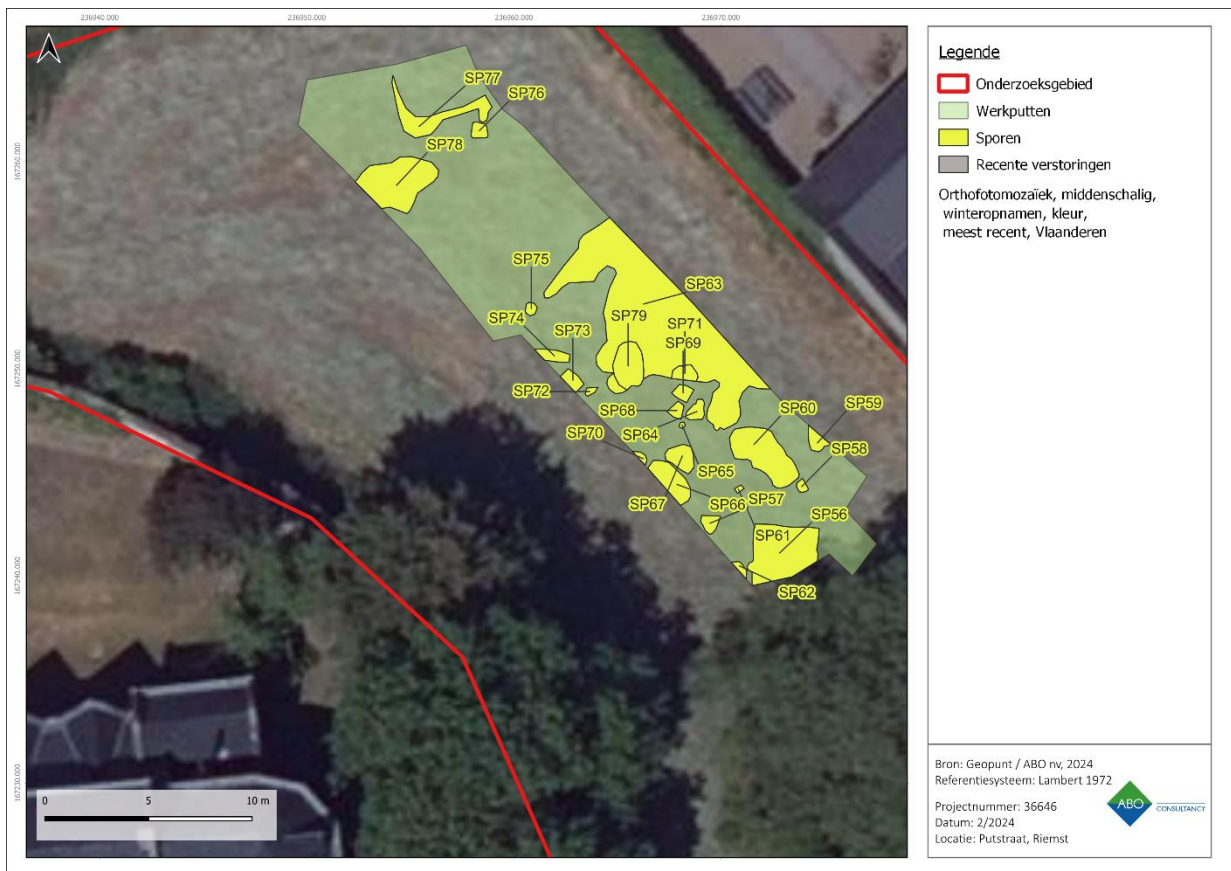 236940.000
236950.000
236960.000
236970.000
167260.000
167250.000
167240.000
167230.000
SP77
SP76
SP78
SP75
SP63
SP74
SP73
SP79
SP71
SP69
SP72
SP68
SP60
SP59
SP64
SP70
SP58
SP65
SP67
SP66
SP57
SP56
SP61
SP62
0 5 10 m
Legende
Onderzoeksgebied
Werkputten
Sporen
Recente verstoringen
Orthofotomozaïek, middenschalig,
winteropnamen, kleur,
meest recent, Vlaanderen
Bron: Geopunt / ABO nv, 2024
Referentiesysteem: Lambert 1972
Projectnummer: 36646
Datum: 2/2024
Locatie: Putstraat, Riemst
ABO
CONSULTANCY